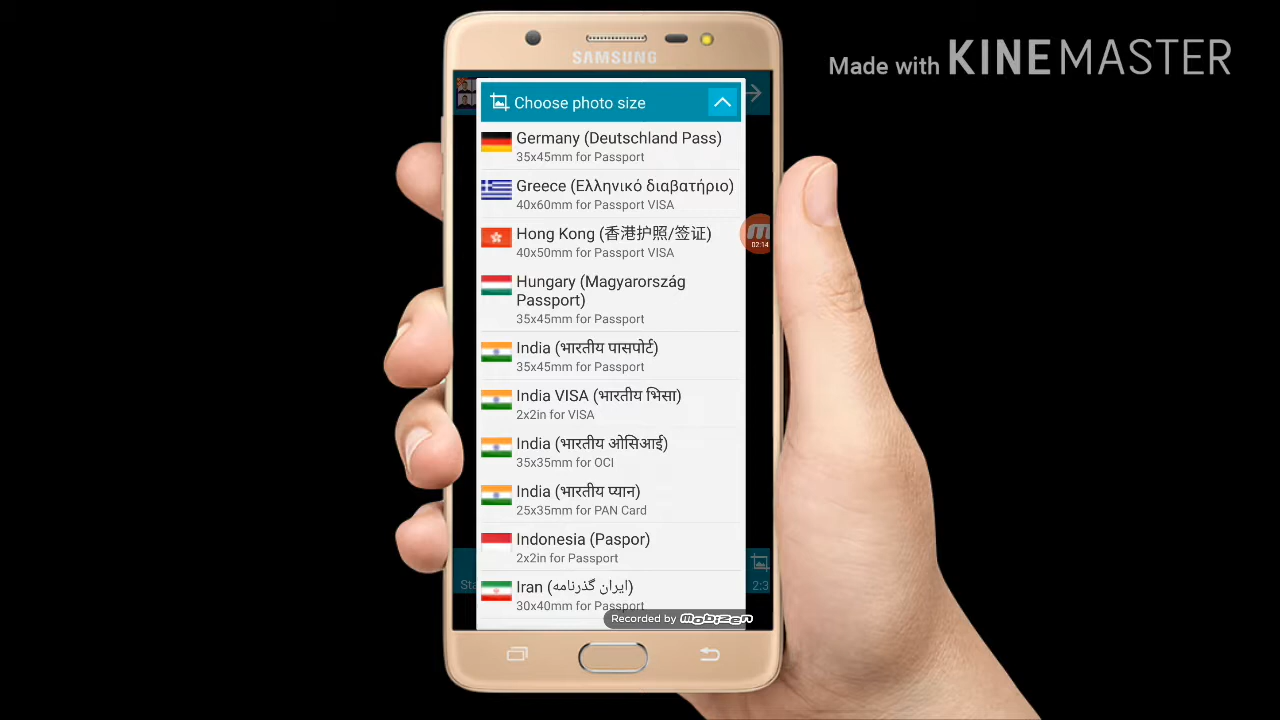 Made with KINEMASTER
SAMSUNG
Choose photo size
Germany (Deutschland Pass)
35x45mm for Passport
Greece (Ελληνικό διαβατήριο)
40x60mm for Passport VISA
Hong Kong (香港护照/签证)
40x50mm for Passport VISA
02:14
Hungary (Magyarország
Passport)
35x45mm for Passport
India (भारतीय पासपोर्ट)
35x45mm for Passport
India VISA (भारतीय भिसा)
2x2in for VISA
India (भारतीय ओसिआई)
35x35mm for OCI
India (भारतीय प्यान)
25x35mm for PAN Card
Indonesia (Paspor)
2x2in for Passport
2:3
Iran (ایران گذرنامه)
30x40mm for Passport
Recorded by mobizen